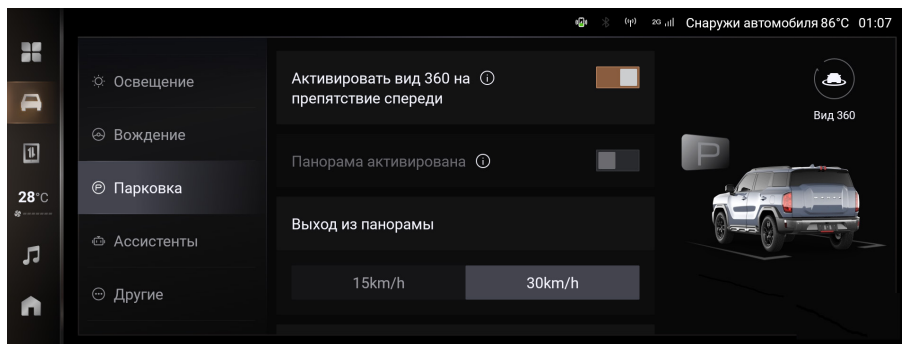 2G Снаружи автомобиля 86°C 01:07
Освещение
Вождение
Парковка
Ассистенты
Другие
28°C
Активировать вид 360 на
препятствие спереди
Панорама активирована
Выход из панорамы
15km/h 30km/h
Вид 360
P